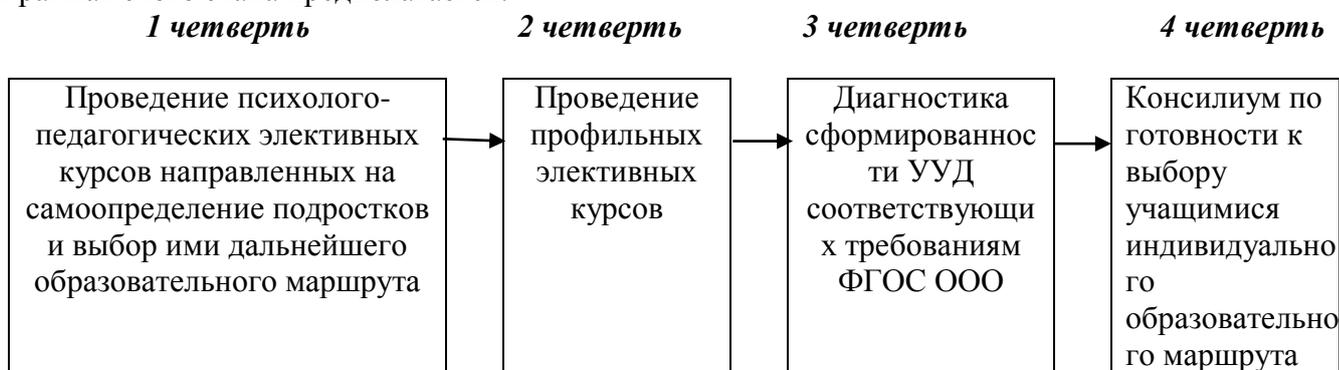 1 четверть
2 четверть
3 четверть
4 четверть
Проведение психолого-
педагогических элективных
курсов направленных на
самоопределение подростков
и выбор ими дальнейшего
образовательного маршрута
Проведение
профильных
элективных
курсов
Диагностика
сформированнос
ти УУД
соответствующи
х требованиям
ФГОС ООО
Консилиум по
готовности к
выбору
учащимися
индивидуально
го
образовательно
го маршрута